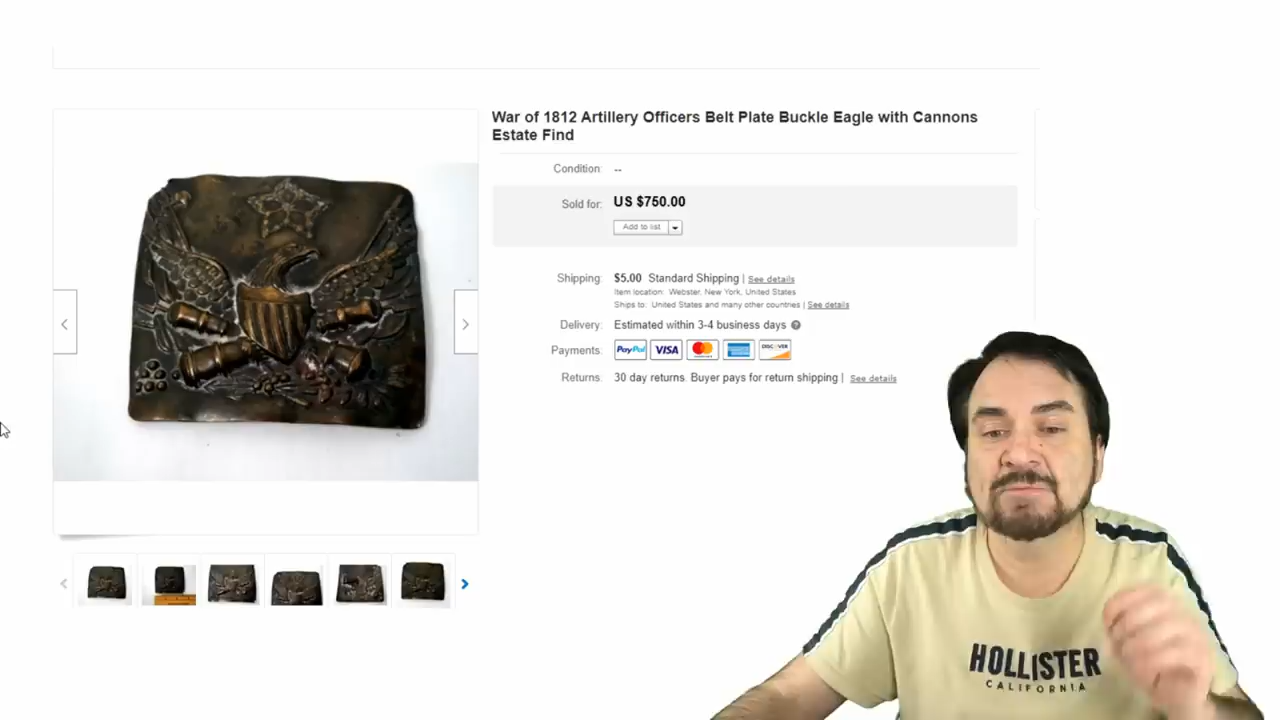 War of 1812 Artillery Officers Belt Plate Buckle Eagle with Cannons
Estate Find
Condition: --
Sold for: US $750.00
Add to list
Shipping: $5.00 Standard Shipping | See details
Item location: Webster, New York, United States
Ships to: United States and many other countries | See details
Delivery: Estimated within 3-4 business days
Payments: PayPal VISA MasterCard AMERICAN EXPRESS DISCOVER
Returns: 30 day returns. Buyer pays for return shipping | See details
HOLLISTER
CALIFORNIA